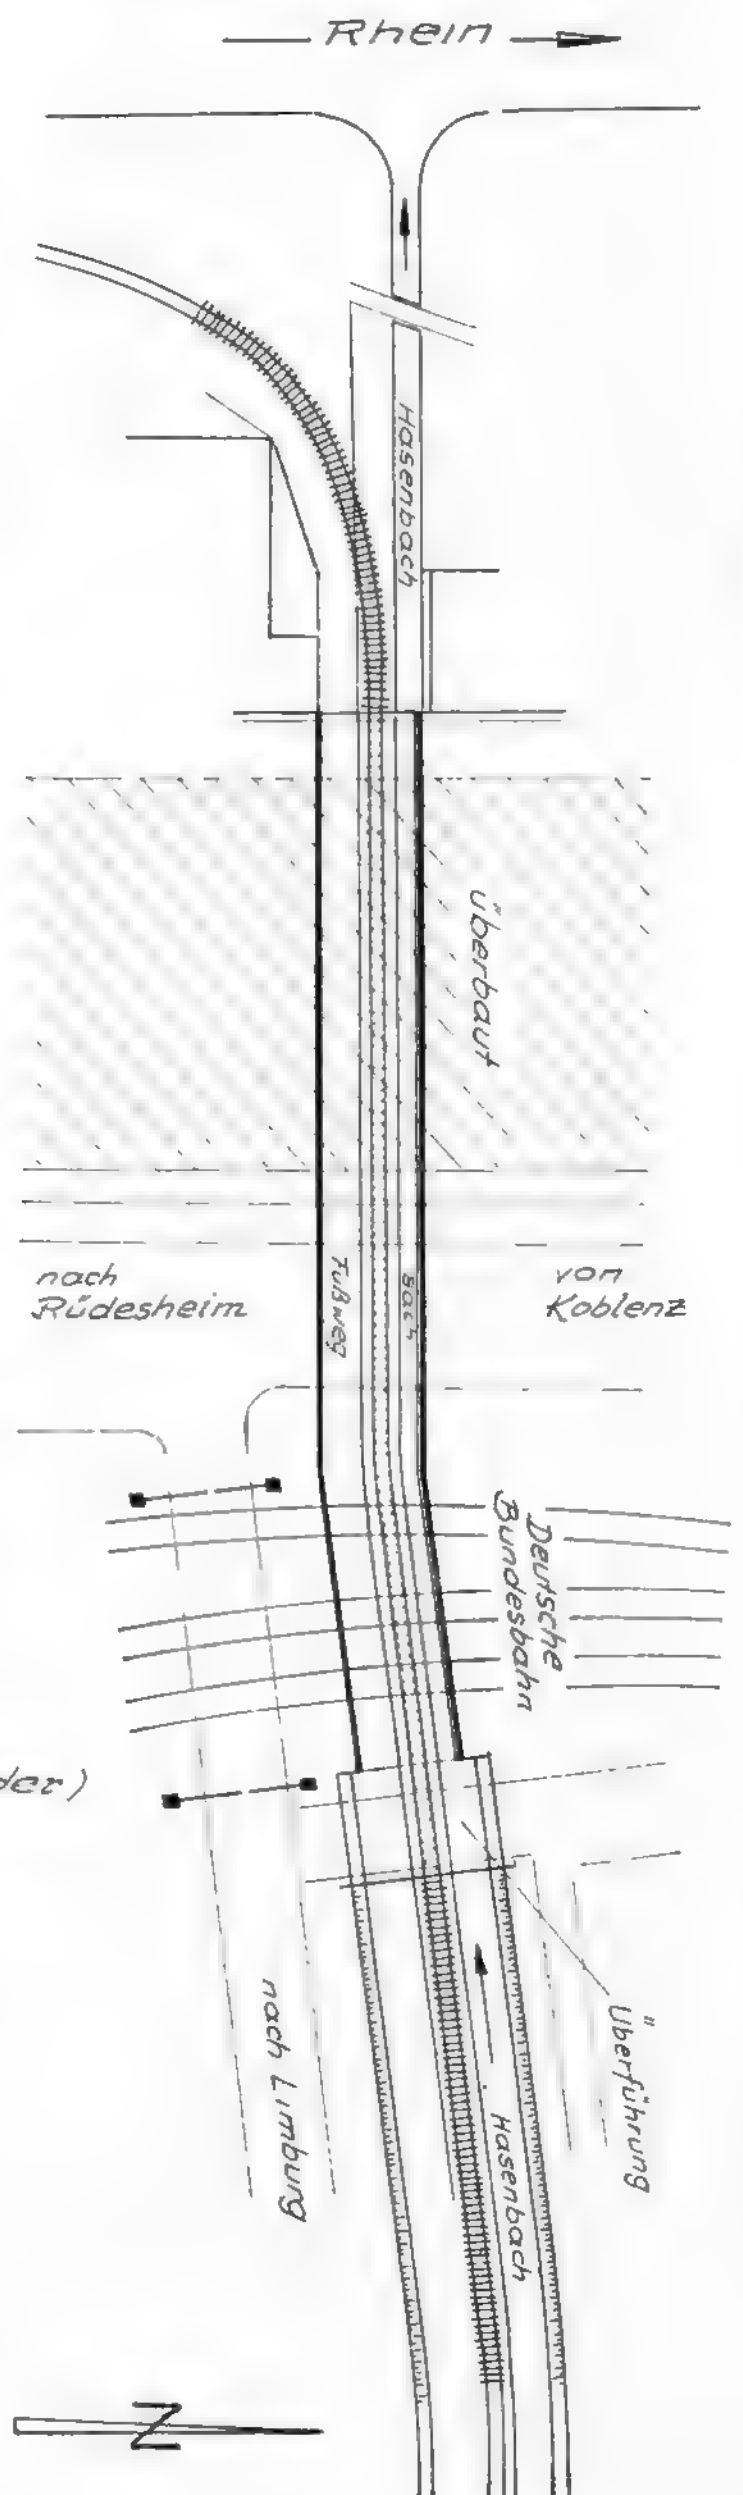 Rhein
Hasenbach
überbaut
nach
Rüdesheim
Fußweg
Bach
von
Koblenz
Deutsche
Bundesbahn
der)
Überführung
nach Limburg
Hasenbach
N